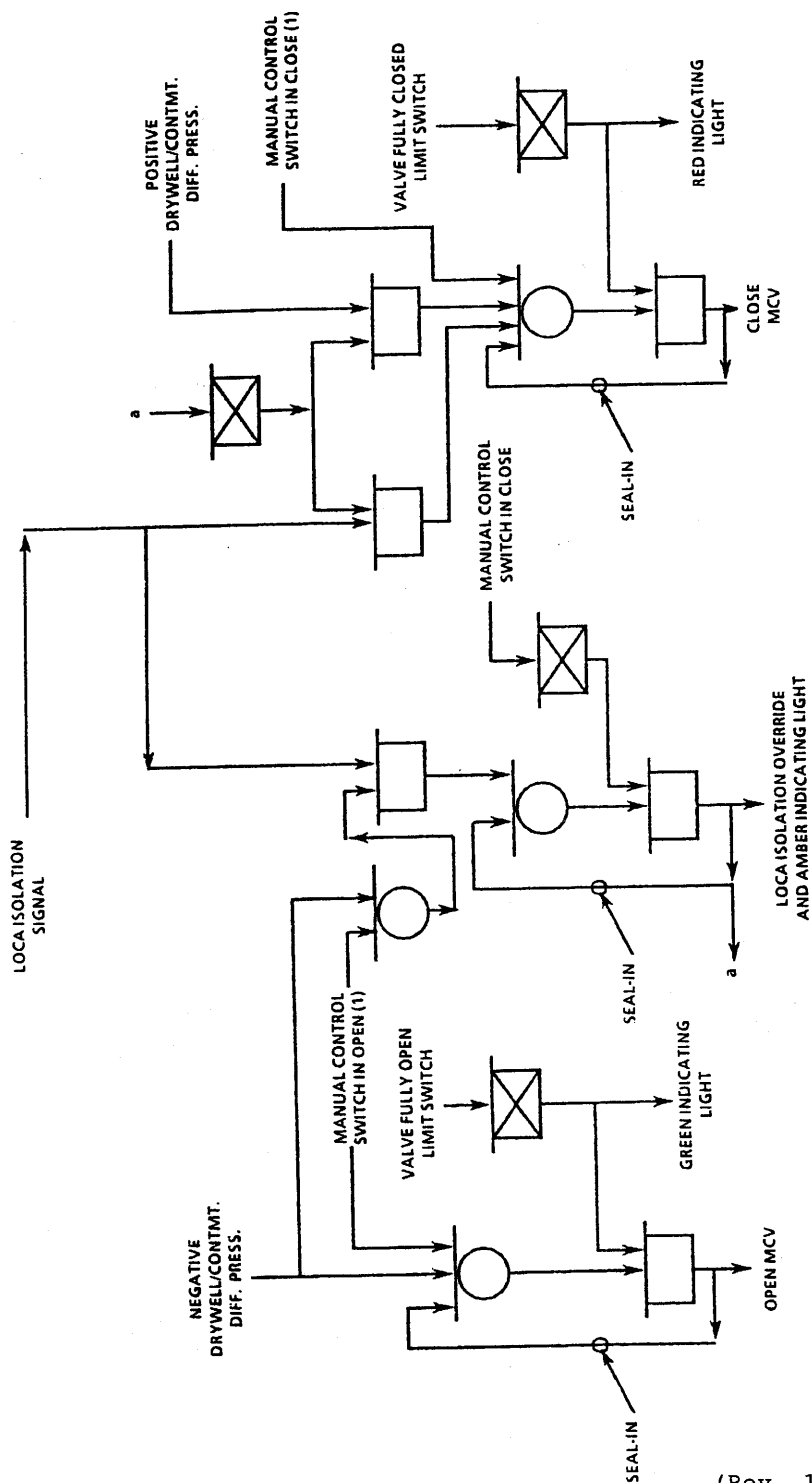 LOCA ISOLATION
SIGNAL
NEGATIVE
DRYWELL/CONTMT.
DIFF. PRESS.
MANUAL CONTROL
SWITCH IN OPEN (1)
VALVE FULLY OPEN
LIMIT SWITCH
SEAL-IN
OPEN MCV
GREEN INDICATING
LIGHT
a
SEAL-IN
MANUAL CONTROL
SWITCH IN CLOSE
LOCA ISOLATION OVERRIDE
AND AMBER INDICATING LIGHT
a
POSITIVE
DRYWELL/CONTMT.
DIFF. PRESS.
MANUAL CONTROL
SWITCH IN CLOSE (1)
VALVE FULLY CLOSED
LIMIT SWITCH
SEAL-IN
CLOSE
MCV
RED INDICATING
LIGHT